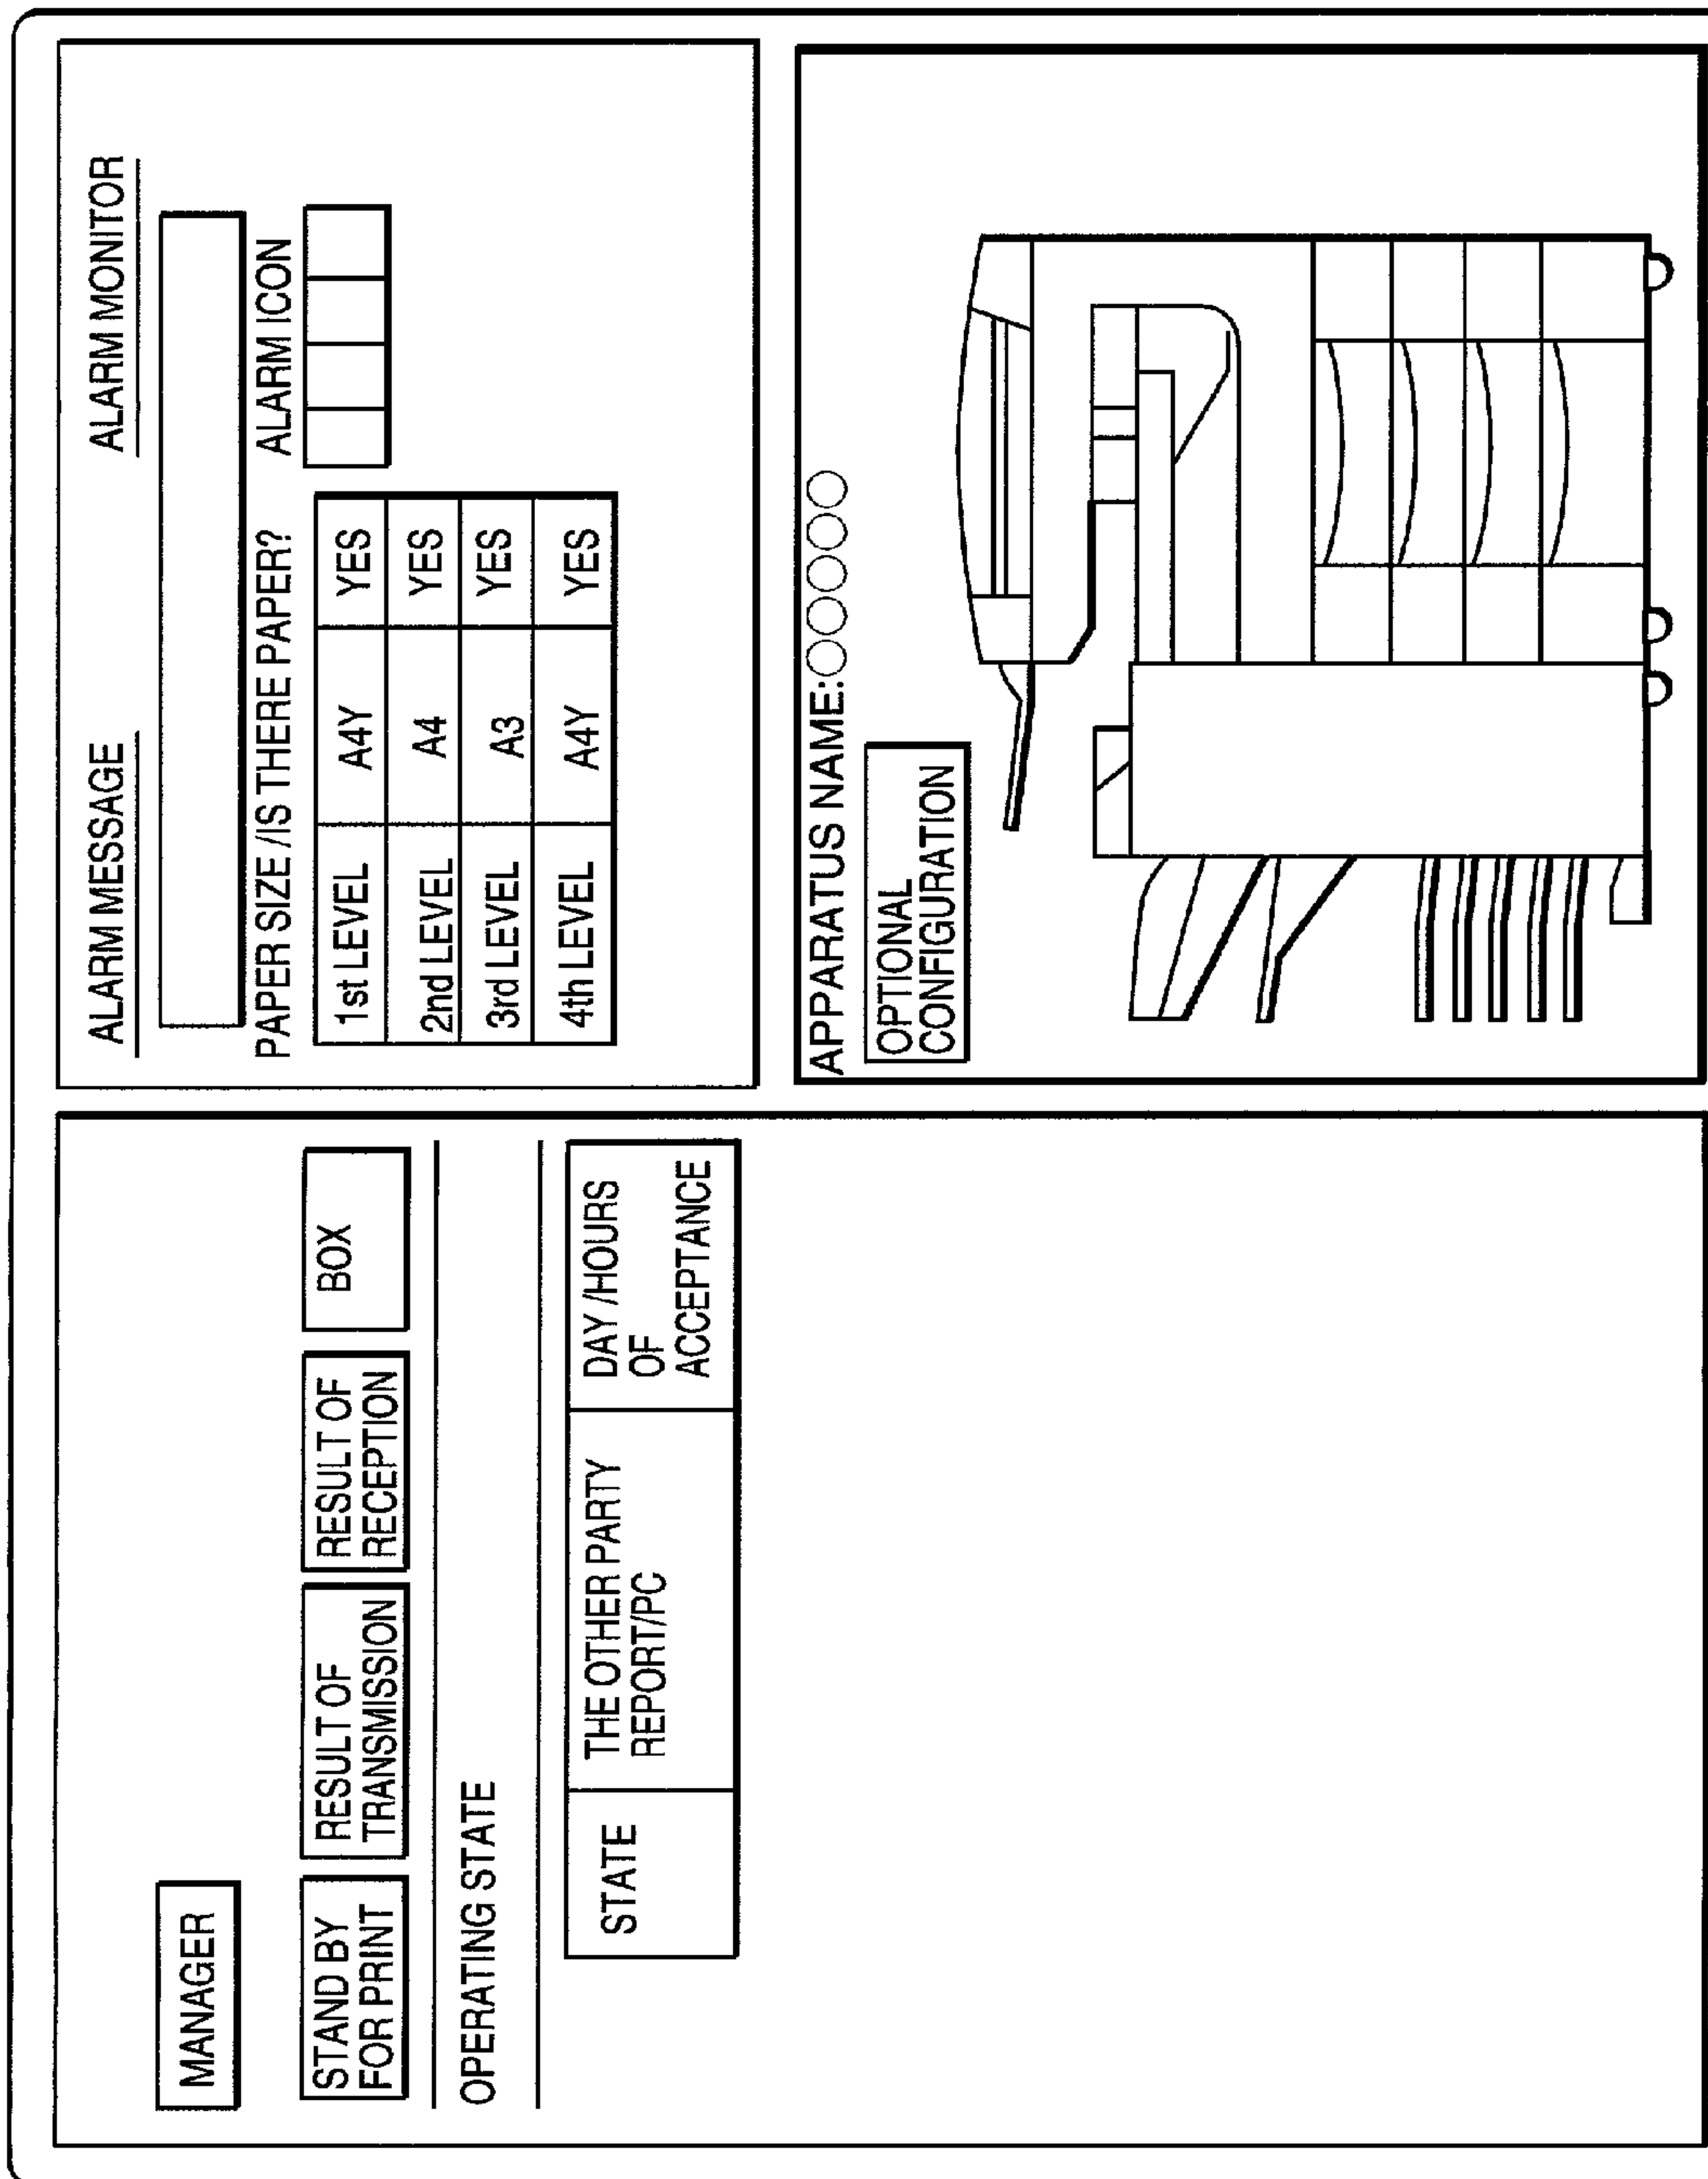 MANAGER
STAND BY
FOR PRINT
RESULT OF
TRANSMISSION
RESULT OF
RECEPTION
BOX
OPERATING STATE
STATE
THE OTHER PARTY
REPORT/PC
DAY /HOURS
OF
ACCEPTANCE
ALARM MESSAGE
ALARM MONITOR
PAPER SIZE /IS THERE PAPER?
ALARM ICON
1st LEVEL A4Y YES
2nd LEVEL A4 YES
3rd LEVEL A3 YES
4th LEVEL A4Y YES
APPARATUS NAME:○○○○○
OPTIONAL
CONFIGURATION